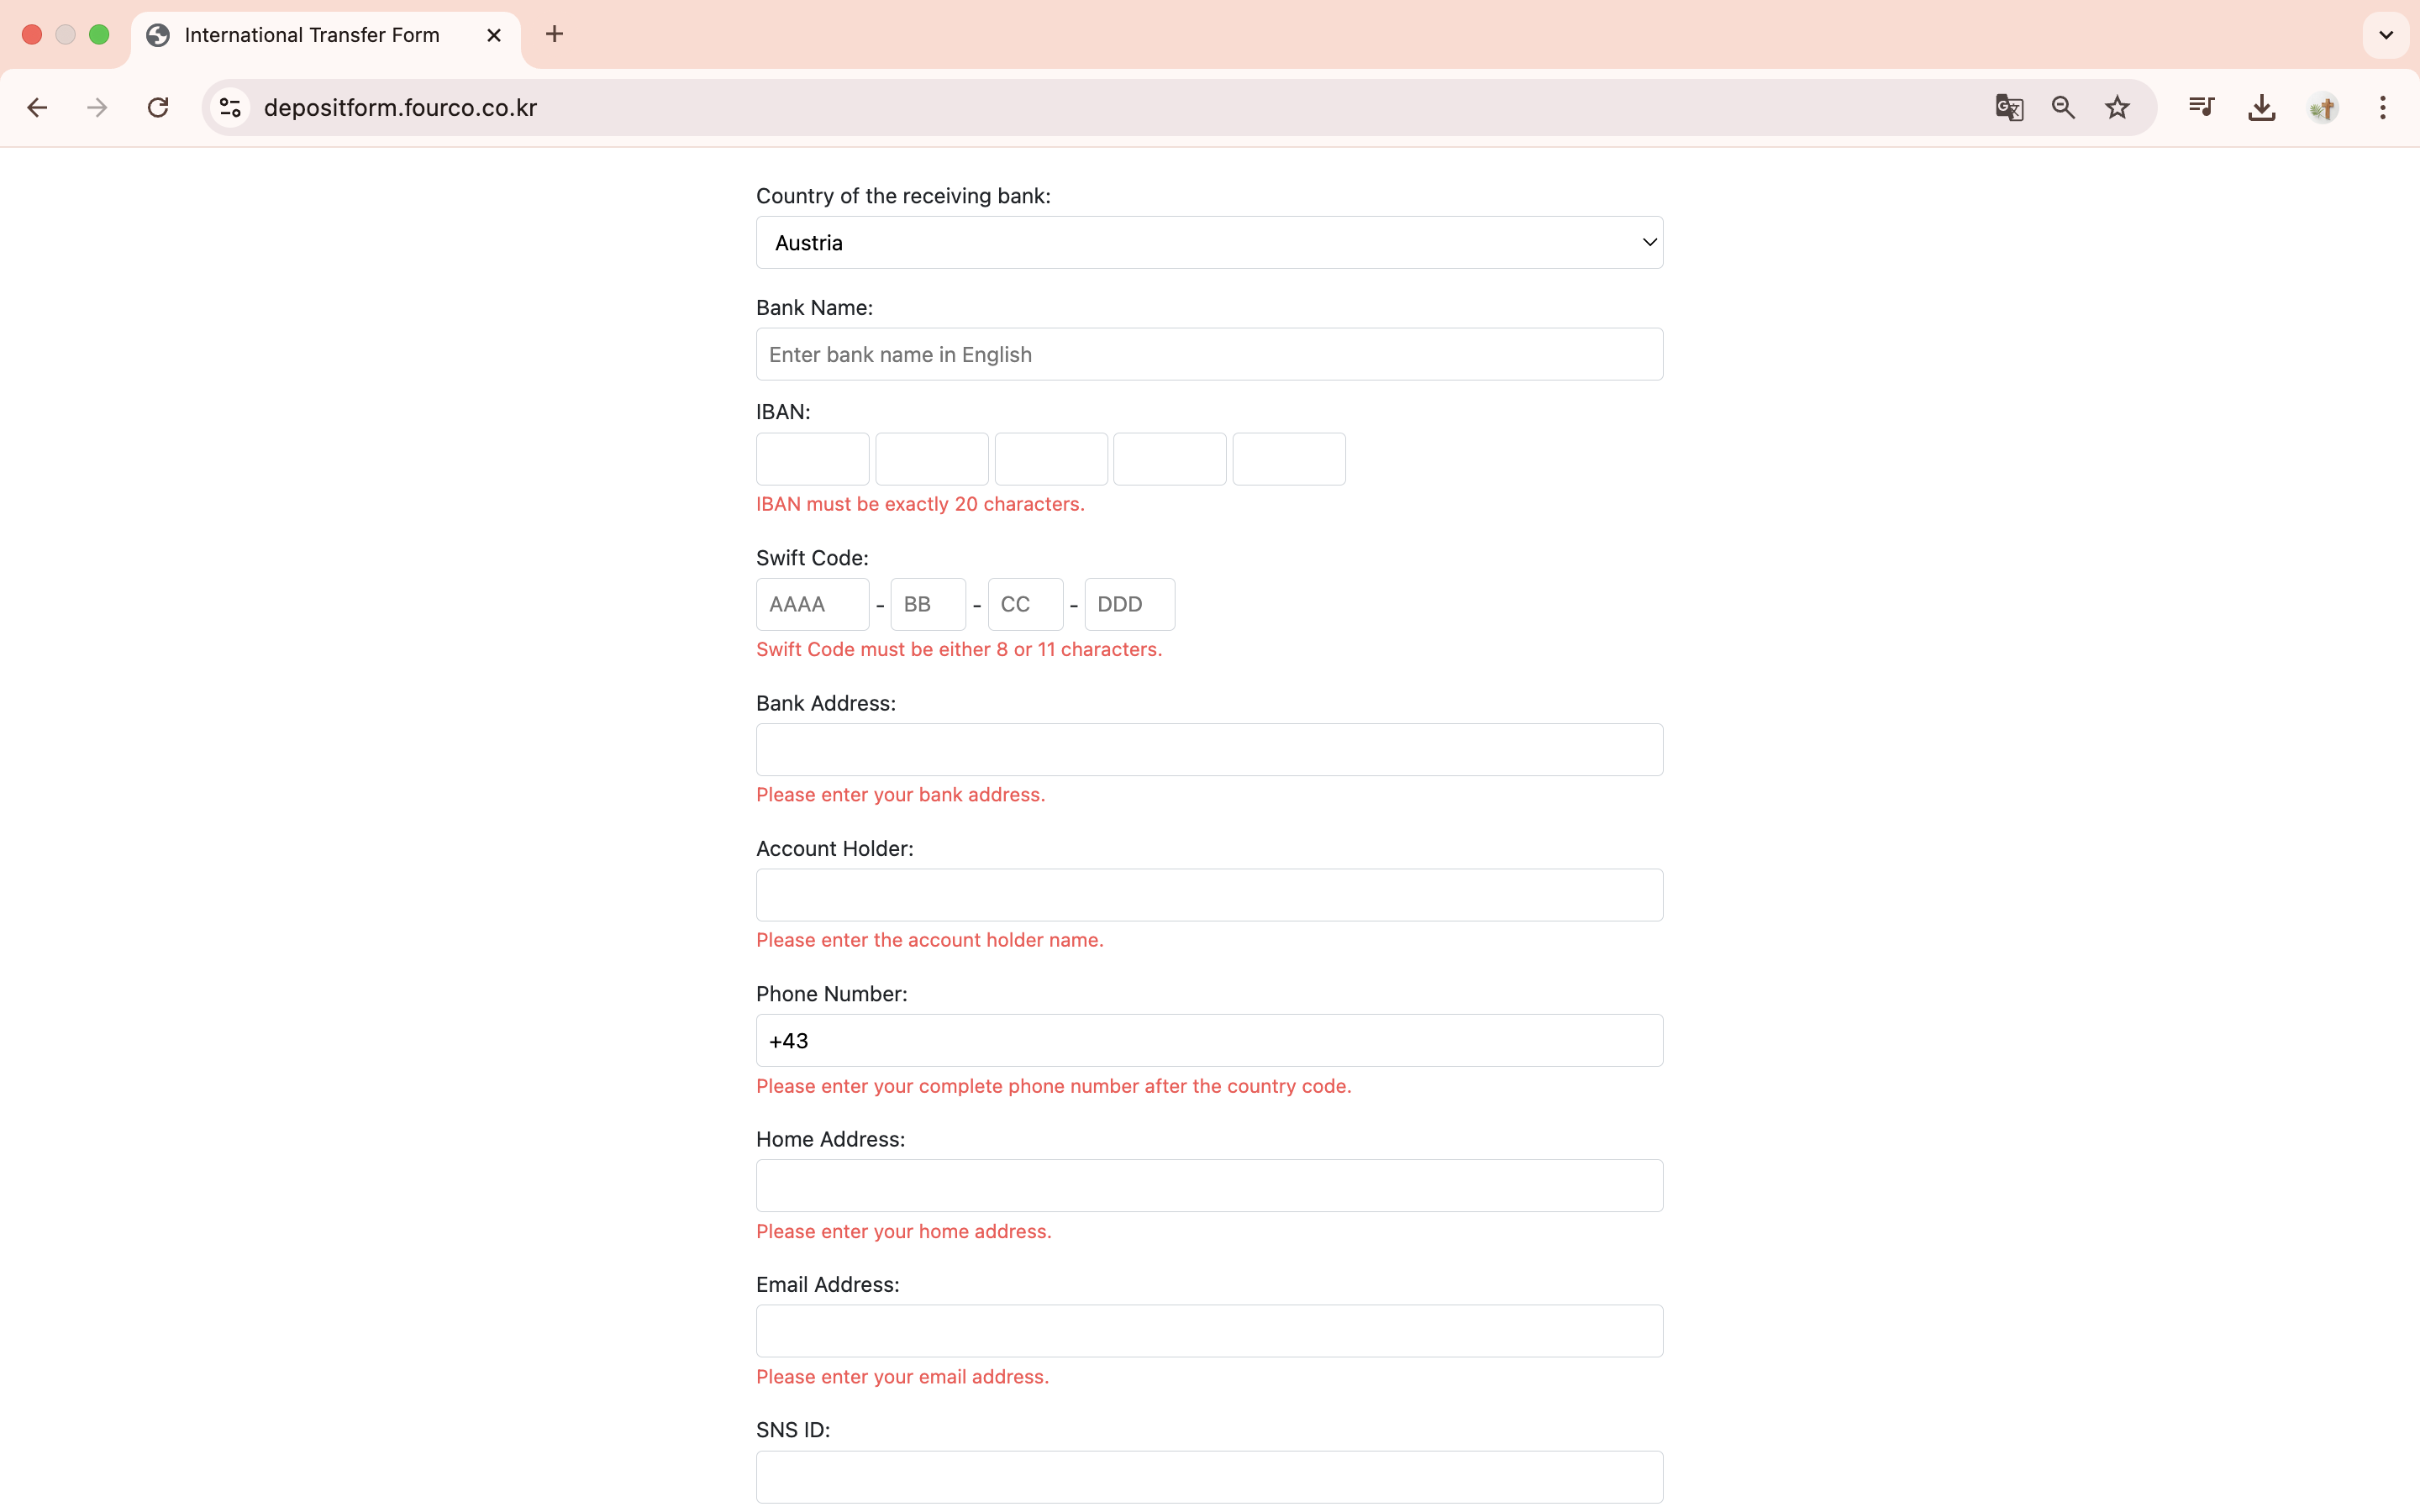 International Transfer Form
depositform.fourco.co.kr
Country of the receiving bank:
Austria
Bank Name:
Enter bank name in English
IBAN:
IBAN must be exactly 20 characters.
Swift Code:
AAAA - BB - CC - DDD
Swift Code must be either 8 or 11 characters.
Bank Address:
Please enter your bank address.
Account Holder:
Please enter the account holder name.
Phone Number:
+43
Please enter your complete phone number after the country code.
Home Address:
Please enter your home address.
Email Address:
Please enter your email address.
SNS ID: